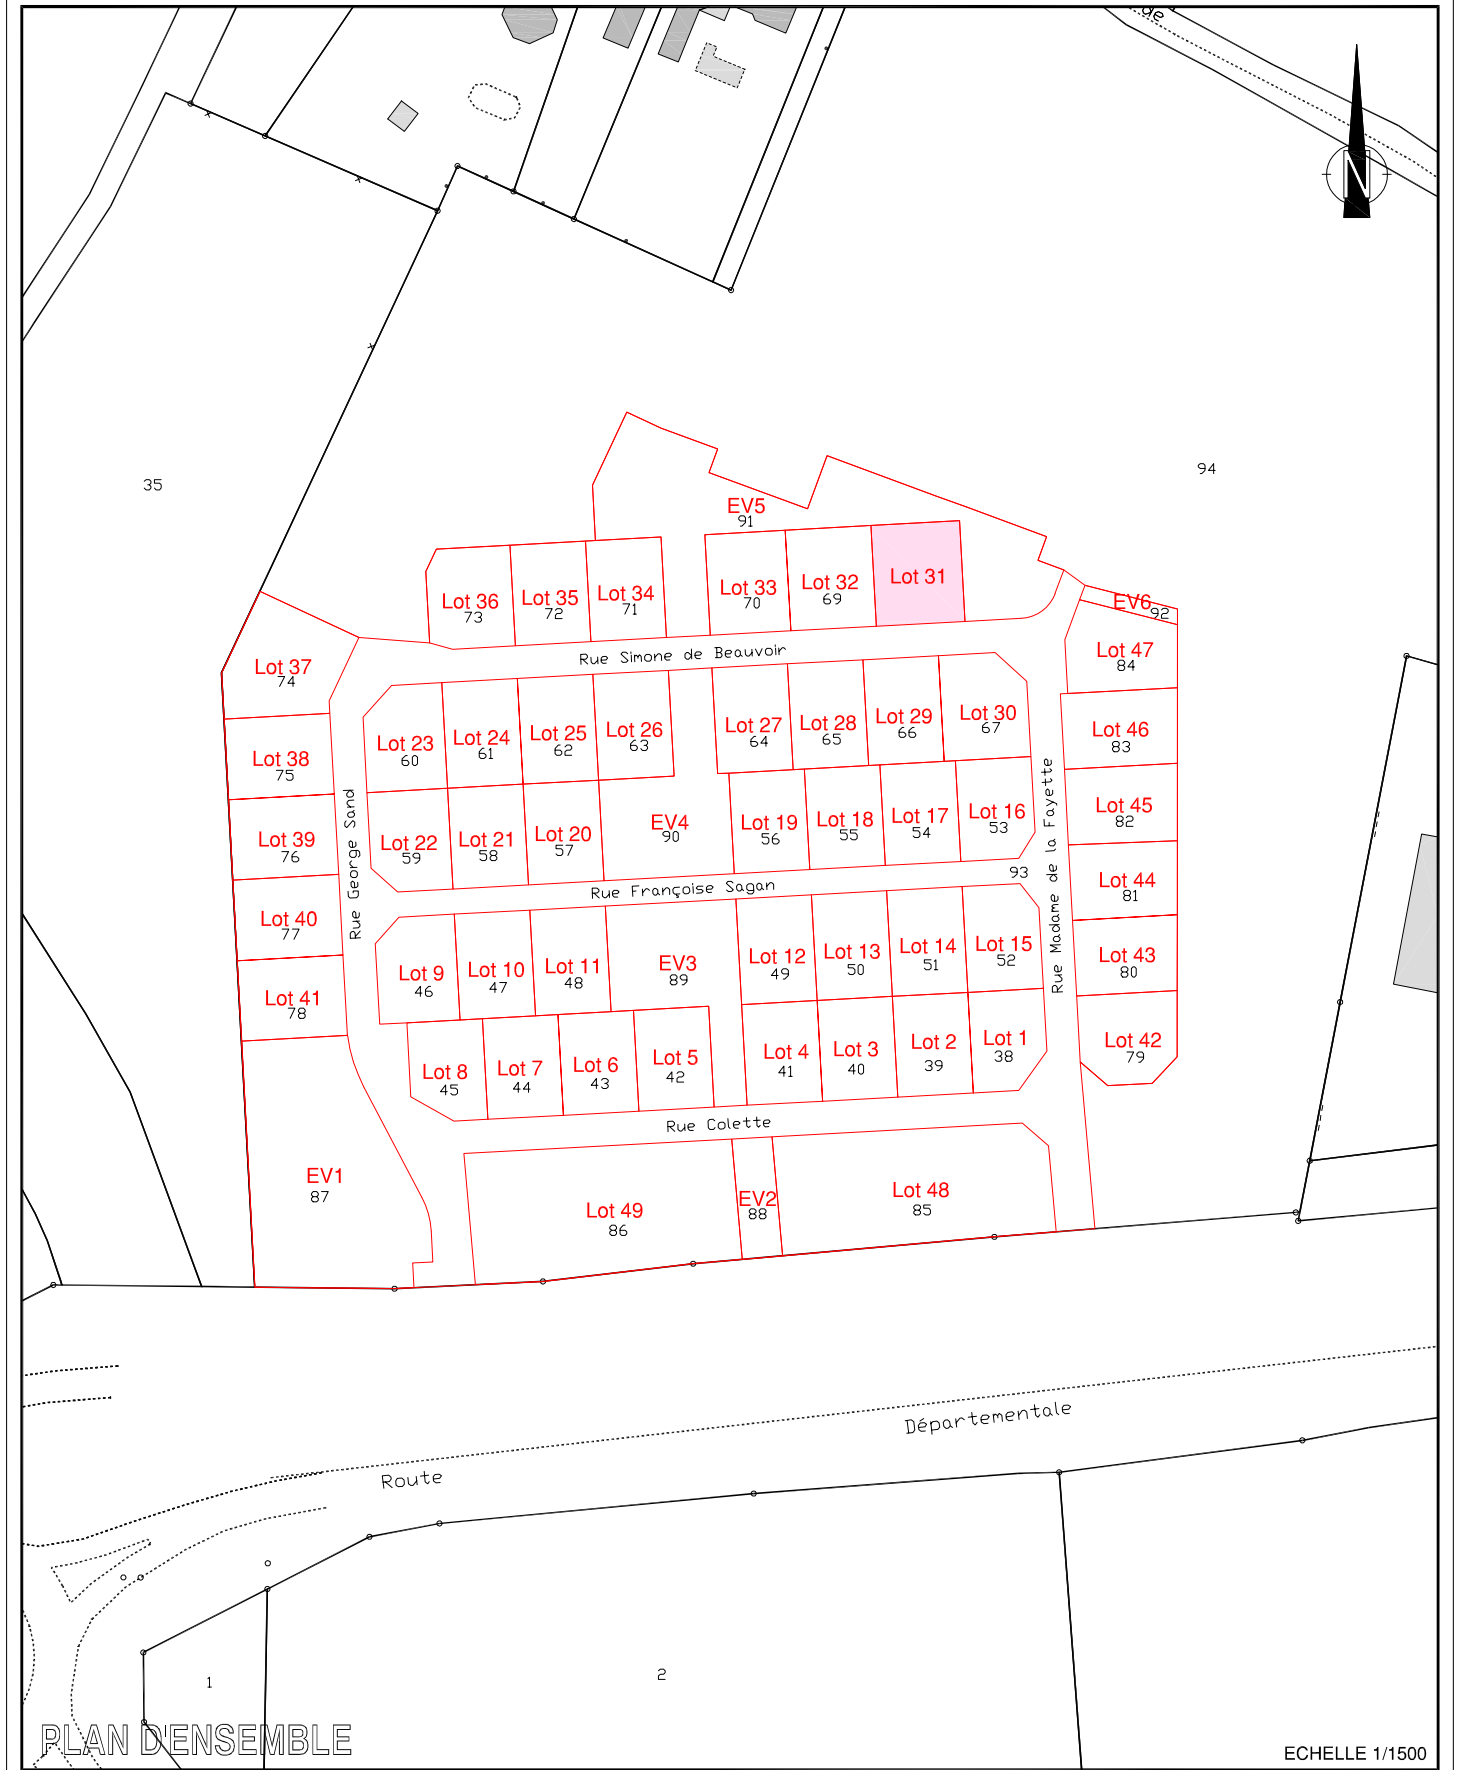 de
N
94
35
EV5
91
Lot 31
Lot 32
69
Lot 33
70
Lot 34
71
Lot 35
72
Lot 36
73
EV6
92
Lot 47
84
Rue Simone de Beauvoir
Lot 37
74
Lot 23
60
Lot 24
61
Lot 25
62
Lot 26
63
Lot 27
64
Lot 28
65
Lot 29
66
Lot 30
67
Lot 46
83
Lot 38
75
Rue George Sand
Rue Madame de la Fayette
Lot 22
59
Lot 21
58
Lot 20
57
EV4
90
Lot 19
56
Lot 18
55
Lot 17
54
Lot 16
53
Lot 45
82
Lot 39
76
Rue Françoise Sagan
93
Lot 44
81
Lot 40
77
Lot 9
46
Lot 10
47
Lot 11
48
EV3
89
Lot 12
49
Lot 13
50
Lot 14
51
Lot 15
52
Lot 43
80
Lot 41
78
Lot 8
45
Lot 7
44
Lot 6
43
Lot 5
42
Lot 4
41
Lot 3
40
Lot 2
39
Lot 1
38
Lot 42
79
Rue Colette
EV1
87
Lot 49
86
EV2
88
Lot 48
85
Route Départementale
1
2
PLAN D'ENSEMBLE
ECHELLE 1/1500